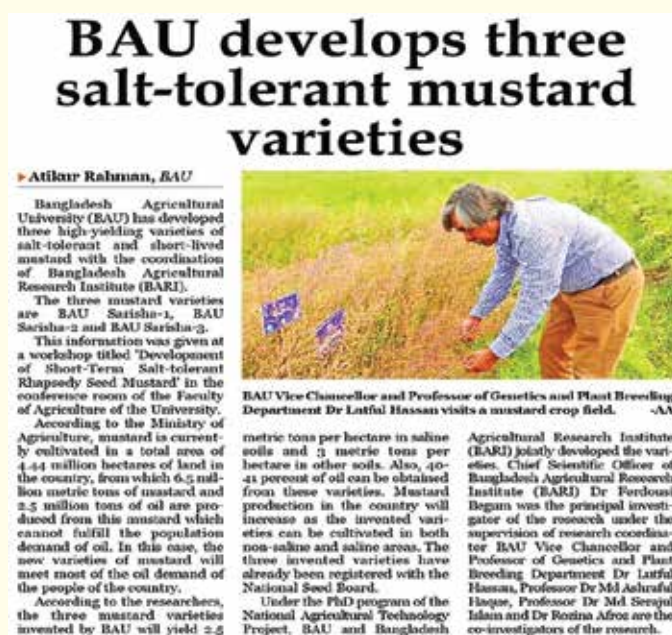 BAU develops three
salt-tolerant mustard
varieties
▸Atikur Rahman, BAU
Bangladesh Agricultural
University (BAU) has developed
three high-yielding varieties of
salt-tolerant and short-lived
mustard with the coordination
of Bangladesh Agricultural
Research Institute (BARI).
The three mustard varieties
are BAU Sarisha-1, BAU
Sarisha-2 and BAU Sarisha-3.
This information was given at
a workshop titled 'Development
of Short-Term Salt-tolerant
Rhapsody Seed Mustard' in the
conference room of the Faculty
of Agriculture of the University.
According to the Ministry of
Agriculture, mustard is current-
ly cultivated in a total area of
4.44 million hectares of land in
the country, from which 6.5 mil-
lion metric tons of mustard and
2.5 million tons of oil are pro-
duced from this mustard which
cannot fulfill the population
demand of oil. In this case, the
new varieties of mustard will
meet most of the oil demand of
the people of the country.
According to the researchers,
the three mustard varieties
invented by BAU will yield 2.5
BAU Vice Chancellor and Professor of Genetics and Plant Breeding
Department Dr Lutful Hassan visits a mustard crop field. -AA
metric tons per hectare in saline
soils and 3 metric tons per
hectare in other soils. Also, 40-
41 percent of oil can be obtained
from these varieties. Mustard
production in the country will
increase as the invented vari-
eties can be cultivated in both
non-saline and saline areas. The
three invented varieties have
already been registered with the
National Seed Board.
Under the PhD program of the
National Agricultural Technology
Project, BAU and Bangladesh
Agricultural Research Institute
(BARI) jointly developed the vari-
eties. Chief Scientific Officer of
Bangladesh Agricultural Research
Institute (BARI) Dr Ferdousi
Begum was the principal investi-
gator of the research under the
supervision of research coordina-
tor BAU Vice Chancellor and
Professor of Genetics and Plant
Breeding Department Dr Lutful
Hassan, Professor Dr Md Ashraful
Haque, Professor Dr Md Serajul
Islam and Dr Rozina Afroz are the
co-investigators of the research.